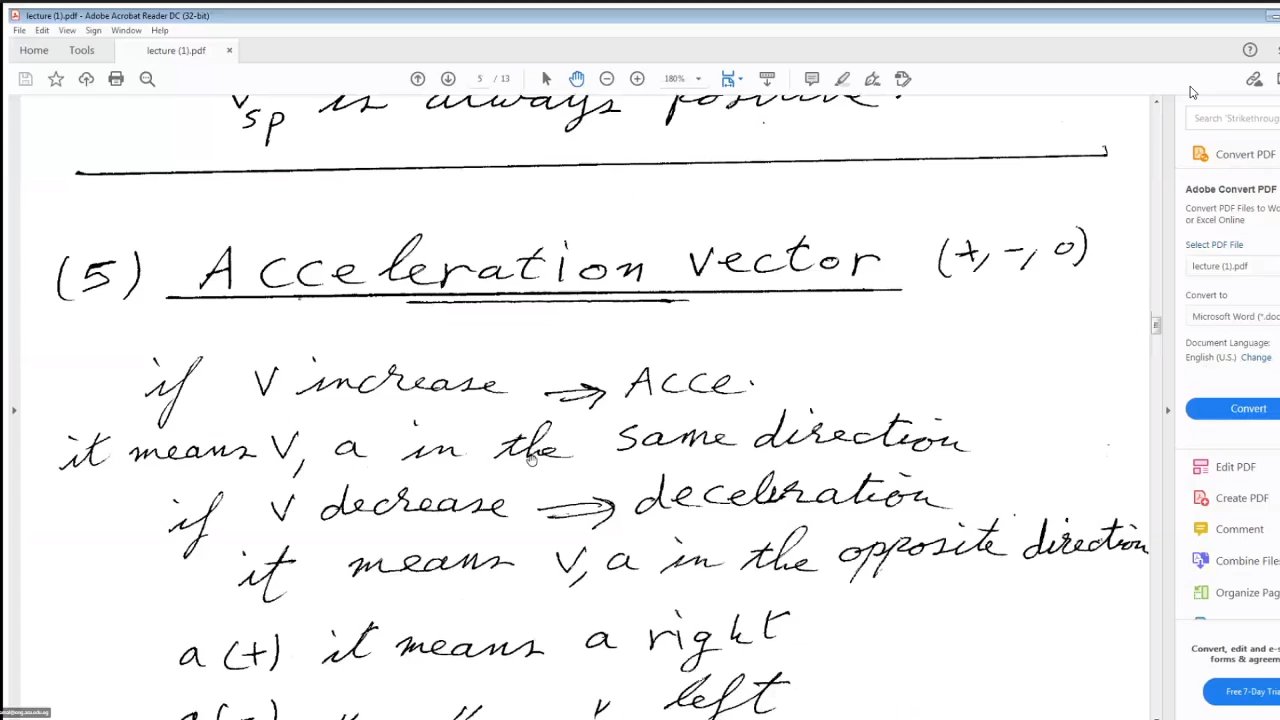 lecture (1).pdf - Adobe Acrobat Reader DC (32-bit)
File Edit View Sign Window Help
Home Tools lecture (1).pdf ×
5 / 13 180%
V sp is always positive.
(5) Acceleration vector (+, -, 0)
if V increase ⇒ Acce.
it means V, a in the same direction
if V decrease ⇒ deceleration
it means V, a in the opposite direction
a (+) it means a right
left
Search 'Strikethroug
Convert PDF
Adobe Convert PDF
Convert PDF Files to Wo
or Excel Online
Select PDF File
lecture (1).pdf
Convert to
Microsoft Word (*.doc
Document Language:
English (U.S.) Change
Convert
Edit PDF
Create PDF
Comment
Combine Files
Organize Pag
Convert, edit and e-s
forms & agreeme
Free 7-Day Tria